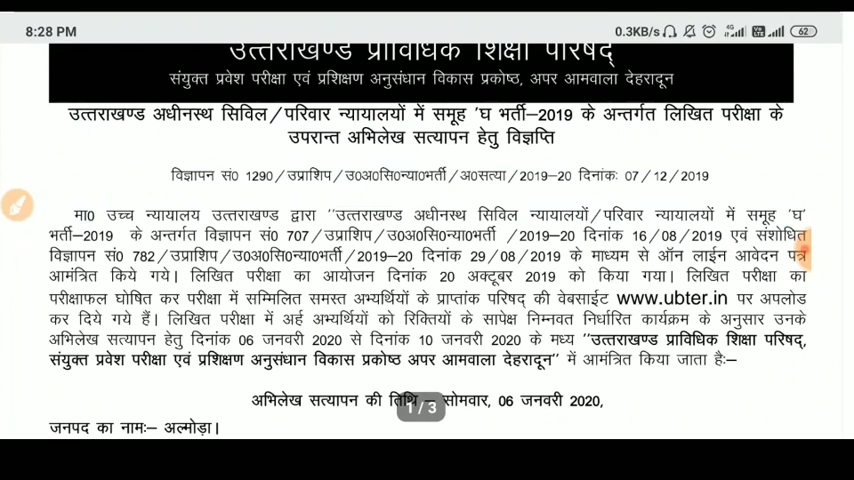 8:28 PM 0.3KB/s 4G 62
उत्तराखण्ड प्राविधिक शिक्षा परिषद्
संयुक्त प्रवेश परीक्षा एवं प्रशिक्षण अनुसंधान विकास प्रकोष्ठ, अपर आमवाला देहरादून
उत्तराखण्ड अधीनस्थ सिविल/परिवार न्यायालयों में समूह 'घ भर्ती–2019 के अन्तर्गत लिखित परीक्षा के
उपरान्त अभिलेख सत्यापन हेतु विज्ञप्ति
विज्ञापन सं0 1290/उप्राशिप/उ0अ0सि0न्या0भर्ती/अ0सत्या/2019-20 दिनांकः 07/12/2019
मा0 उच्च न्यायालय उत्तराखण्ड द्वारा "उत्तराखण्ड अधीनस्थ सिविल न्यायालयों/परिवार न्यायालयों में समूह 'घ'
भर्ती–2019 के अन्तर्गत विज्ञापन सं0 707/उप्राशिप/उ0अ0सि0न्या0भर्ती /2019-20 दिनांक 16/08/2019 एवं संशोधित
विज्ञापन सं0 782/उप्राशिप/उ0अ0सि0न्या0भर्ती/2019-20 दिनांक 29/08/2019 के माध्यम से ऑन लाईन आवेदन पत्र
आमंत्रित किये गये। लिखित परीक्षा का आयोजन दिनांक 20 अक्टूबर 2019 को किया गया। लिखित परीक्षा का
परीक्षाफल घोषित कर परीक्षा में सम्मिलित समस्त अभ्यर्थियों के प्राप्तांक परिषद् की वेबसाईट www.ubter.in पर अपलोड
कर दिये गये हैं। लिखित परीक्षा में अर्ह अभ्यर्थियों को रिक्तियों के सापेक्ष निम्नवत निर्धारित कार्यक्रम के अनुसार उनके
अभिलेख सत्यापन हेतु दिनांक 06 जनवरी 2020 से दिनांक 10 जनवरी 2020 के मध्य "उत्तराखण्ड प्राविधिक शिक्षा परिषद्,
संयुक्त प्रवेश परीक्षा एवं प्रशिक्षण अनुसंधान विकास प्रकोष्ठ अपर आमवाला देहरादून" में आमंत्रित किया जाता हैः–
अभिलेख सत्यापन की तिथि – सोमवार, 06 जनवरी 2020,
1 / 3
जनपद का नामः– अल्मोड़ा।